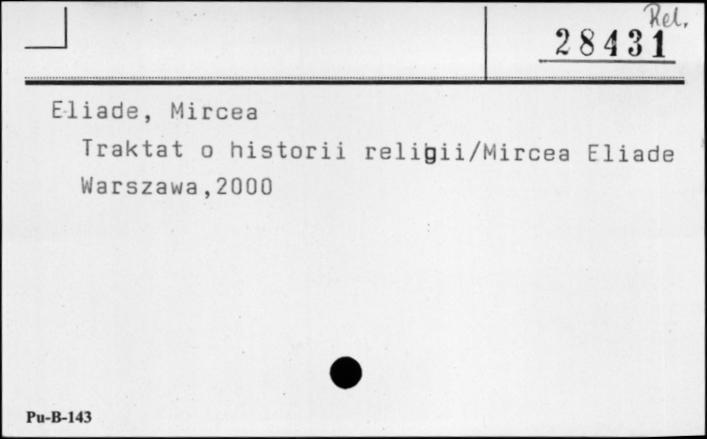 Rel.
28431
Eliade, Mircea
Traktat o historii religii/Mircea Eliade
Warszawa,2000
Pu-B-143